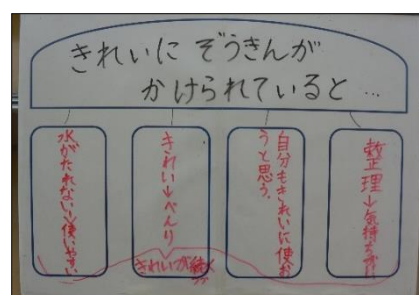 きれいに ぞうきんが
かけられていると…
整理→気持ちが
自分もきれいに使お
うと思う。
きれい→べんり
きれいが続く
水がたれない→使いやすい